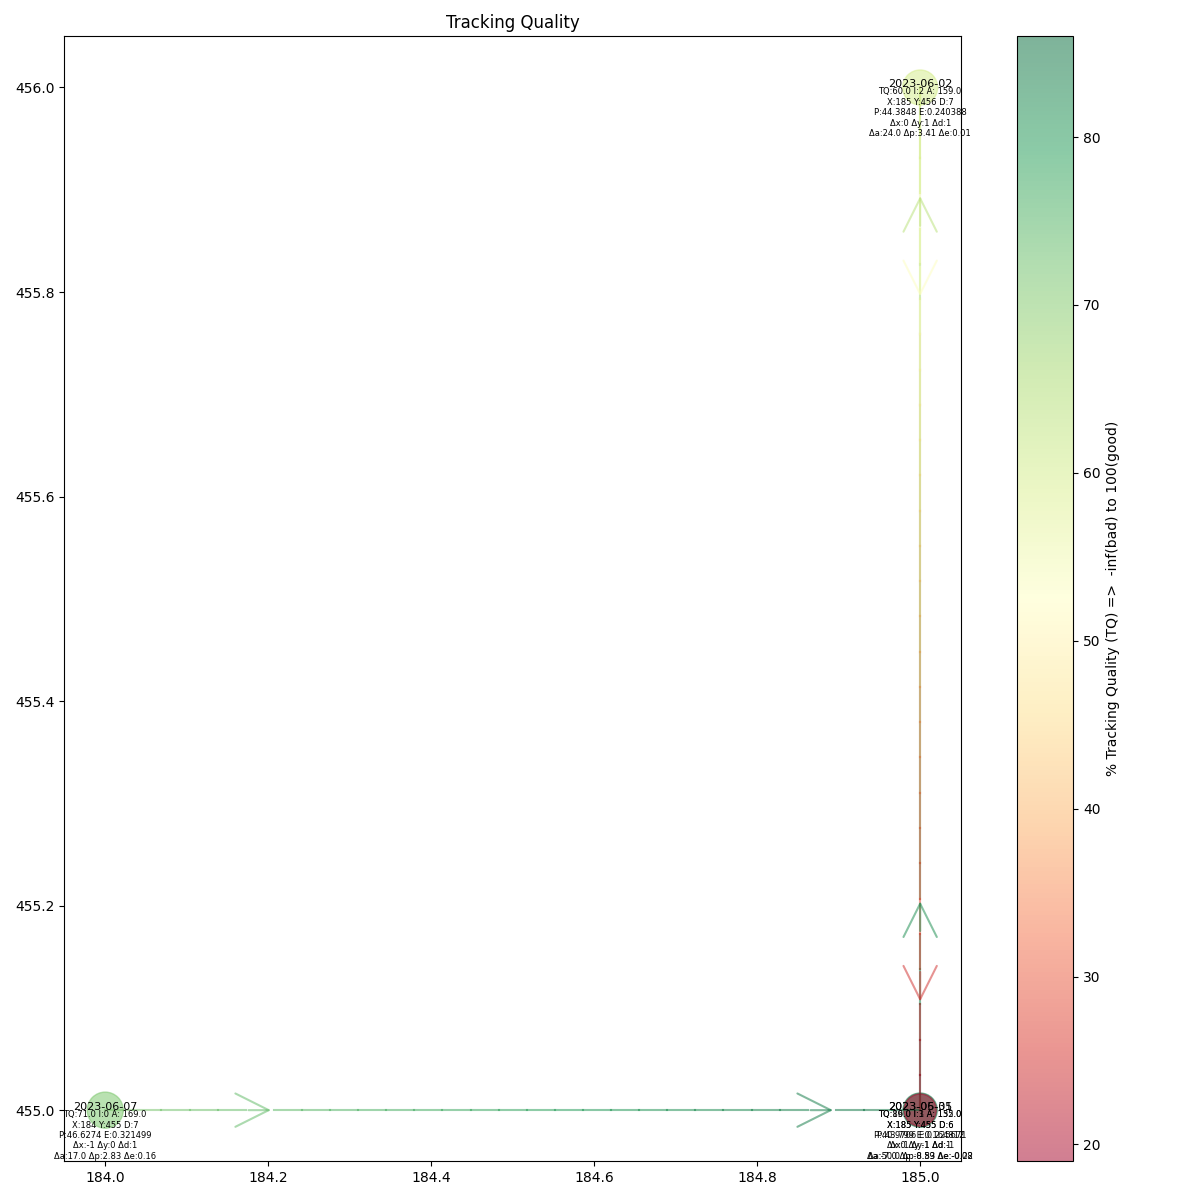 Tracking Quality
456.0
455.8
455.6
455.4
455.2
455.0
2023-06-02
TQ:60.0 I:2 A: 159.0
X:185 Y:456 D:7
P:44.3848 E:0.240388
Δx:0 Δy:1 Δd:1
Δa:24.0 Δp:3.41 Δe:0.01
2023-06-07
TQ:71.0 I:0 A: 169.0
X:184 Y:455 D:7
P:46.6274 E:0.321499
Δx:-1 Δy:0 Δd:1
Δa:17.0 Δp:2.83 Δe:0.16
X:185 Y:455 D:6
184.0
184.2
184.4
184.6
184.8
185.0
80
70
60
50
40
30
20
% Tracking Quality (TQ) => -inf(bad) to 100(good)